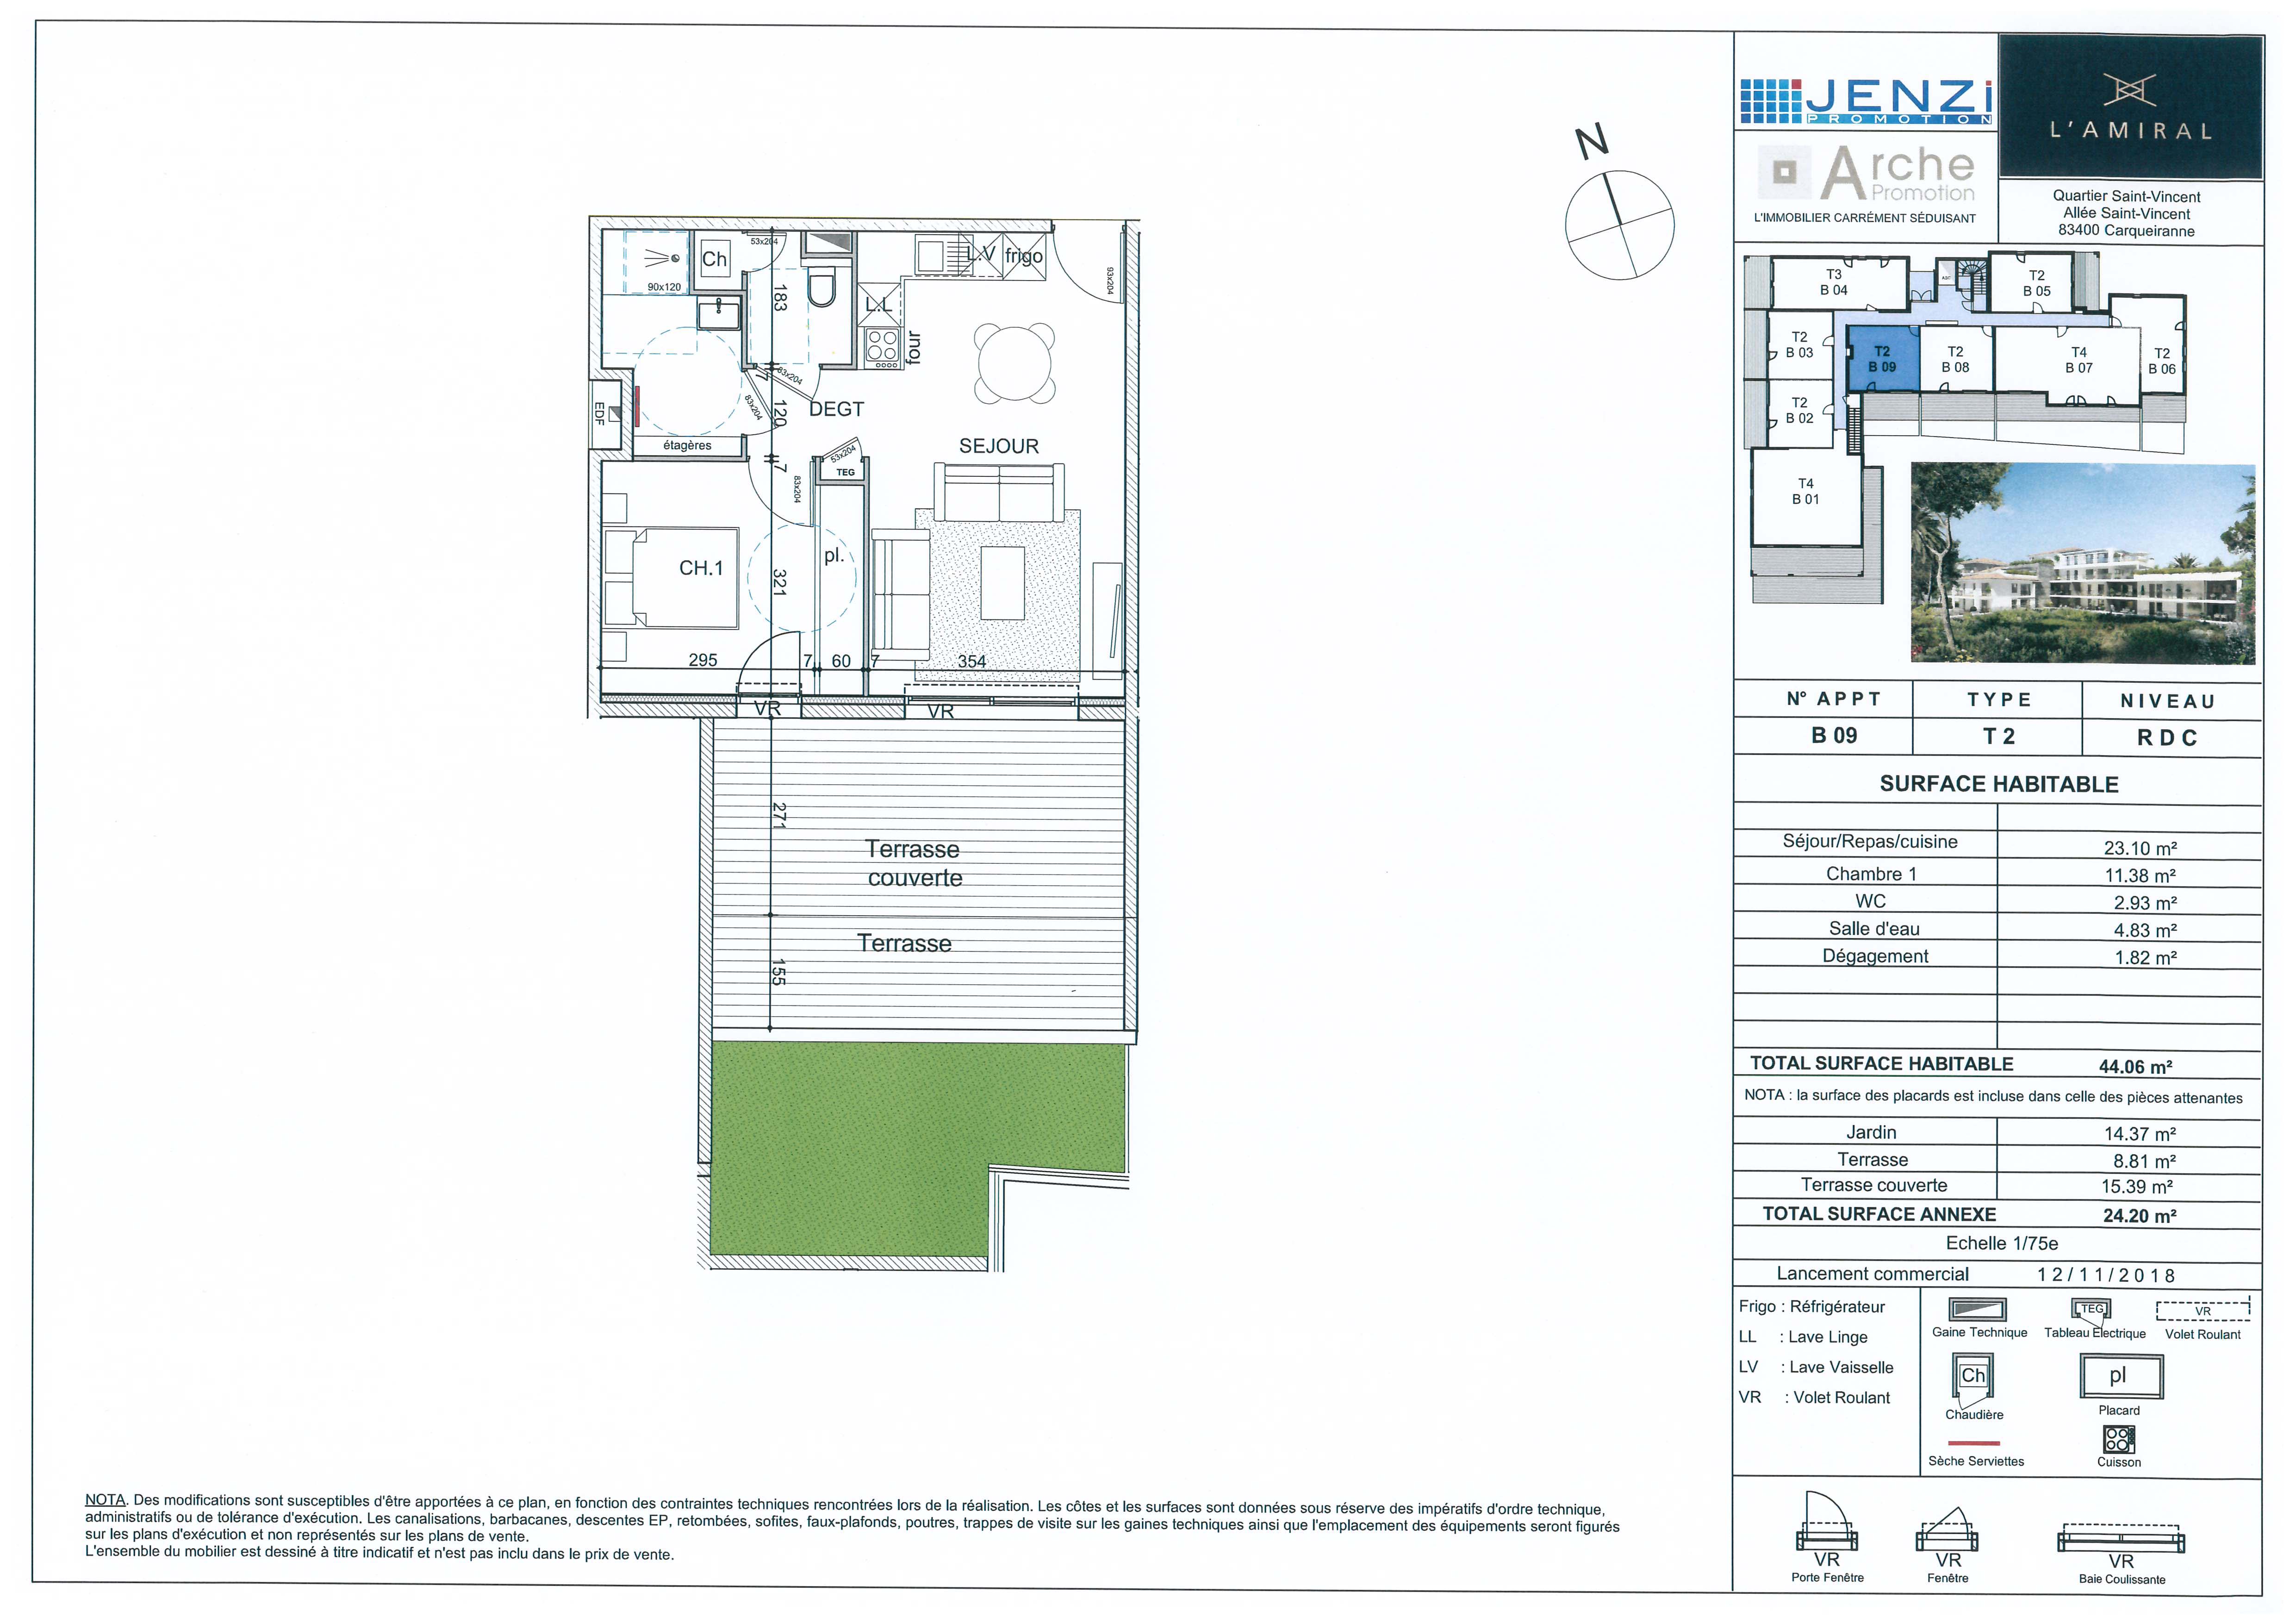 N
53x204
Ch
90x120
183
L.V
frigo
93x204
L.L
four
7
83x204
83x204
120
DEGT
EDF
étagères
SEJOUR
7
53x204
TEG
83x204
CH.1
pl.
321
295
7
60
7
354
VR
VR
271
Terrasse
couverte
Terrasse
155
NOTA. Des modifications sont susceptibles d'être apportées à ce plan, en fonction des contraintes techniques rencontrées lors de la réalisation. Les côtes et les surfaces sont données sous réserve des impératifs d'ordre technique,
administratifs ou de tolérance d'exécution. Les canalisations, barbacanes, descentes EP, retombées, sofites, faux-plafonds, poutres, trappes de visite sur les gaines techniques ainsi que l'emplacement des équipements seront figurés
sur les plans d'exécution et non représentés sur les plans de vente.
L'ensemble du mobilier est dessiné à titre indicatif et n'est pas inclu dans le prix de vente.
JENZi
PROMOTION
Arche
Promotion
L'IMMOBILIER CARRÉMENT SÉDUISANT
L'AMIRAL
Quartier Saint-Vincent
Allée Saint-Vincent
83400 Carqueiranne
T3
B 04
T2
B 05
T2
B 03
T2
B 09
T2
B 08
T4
B 07
T2
B 06
T2
B 02
T4
B 01
N° APPT TYPE NIVEAU
B 09 T 2 RDC
SURFACE HABITABLE
Séjour/Repas/cuisine 23.10 m²
Chambre 1 11.38 m²
WC 2.93 m²
Salle d'eau 4.83 m²
Dégagement 1.82 m²
TOTAL SURFACE HABITABLE 44.06 m²
NOTA : la surface des placards est incluse dans celle des pièces attenantes
Jardin 14.37 m²
Terrasse 8.81 m²
Terrasse couverte 15.39 m²
TOTAL SURFACE ANNEXE 24.20 m²
Echelle 1/75e
Lancement commercial 12/11/2018
Frigo : Réfrigérateur
LL : Lave Linge
LV : Lave Vaisselle
VR : Volet Roulant
TEG
VR
Gaine Technique Tableau Electrique Volet Roulant
Ch
pl
Chaudière
Placard
Sèche Serviettes
Cuisson
VR VR VR
Porte Fenêtre Fenêtre Baie Coulissante